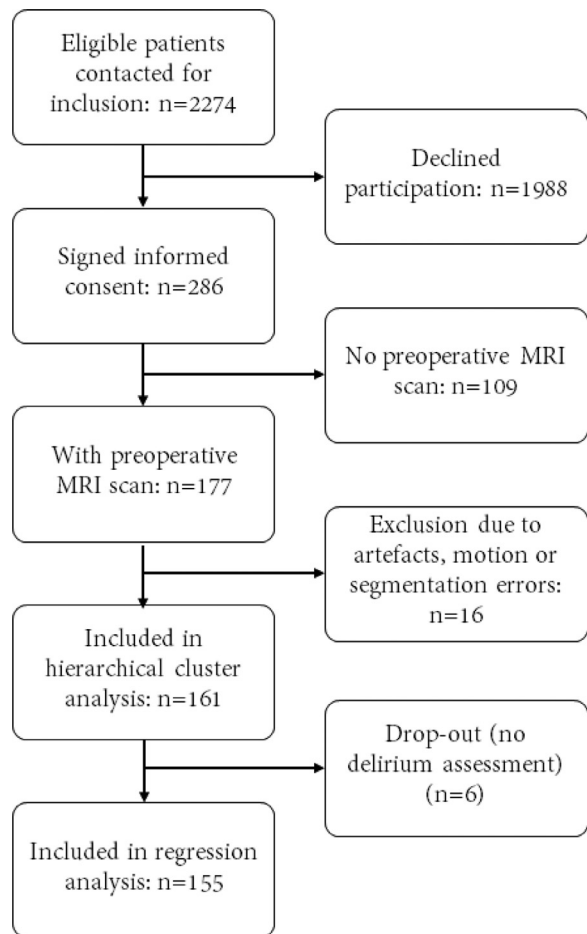 Eligible patients
contacted for
inclusion: n=2274
Declined
participation: n=1988
Signed informed
consent: n=286
No preoperative MRI
scan: n=109
With preoperative
MRI scan: n=177
Exclusion due to
artefacts, motion or
segmentation errors:
n=16
Included in
hierarchical cluster
analysis: n=161
Drop-out (no
delirium assessment)
(n=6)
Included in regression
analysis: n=155